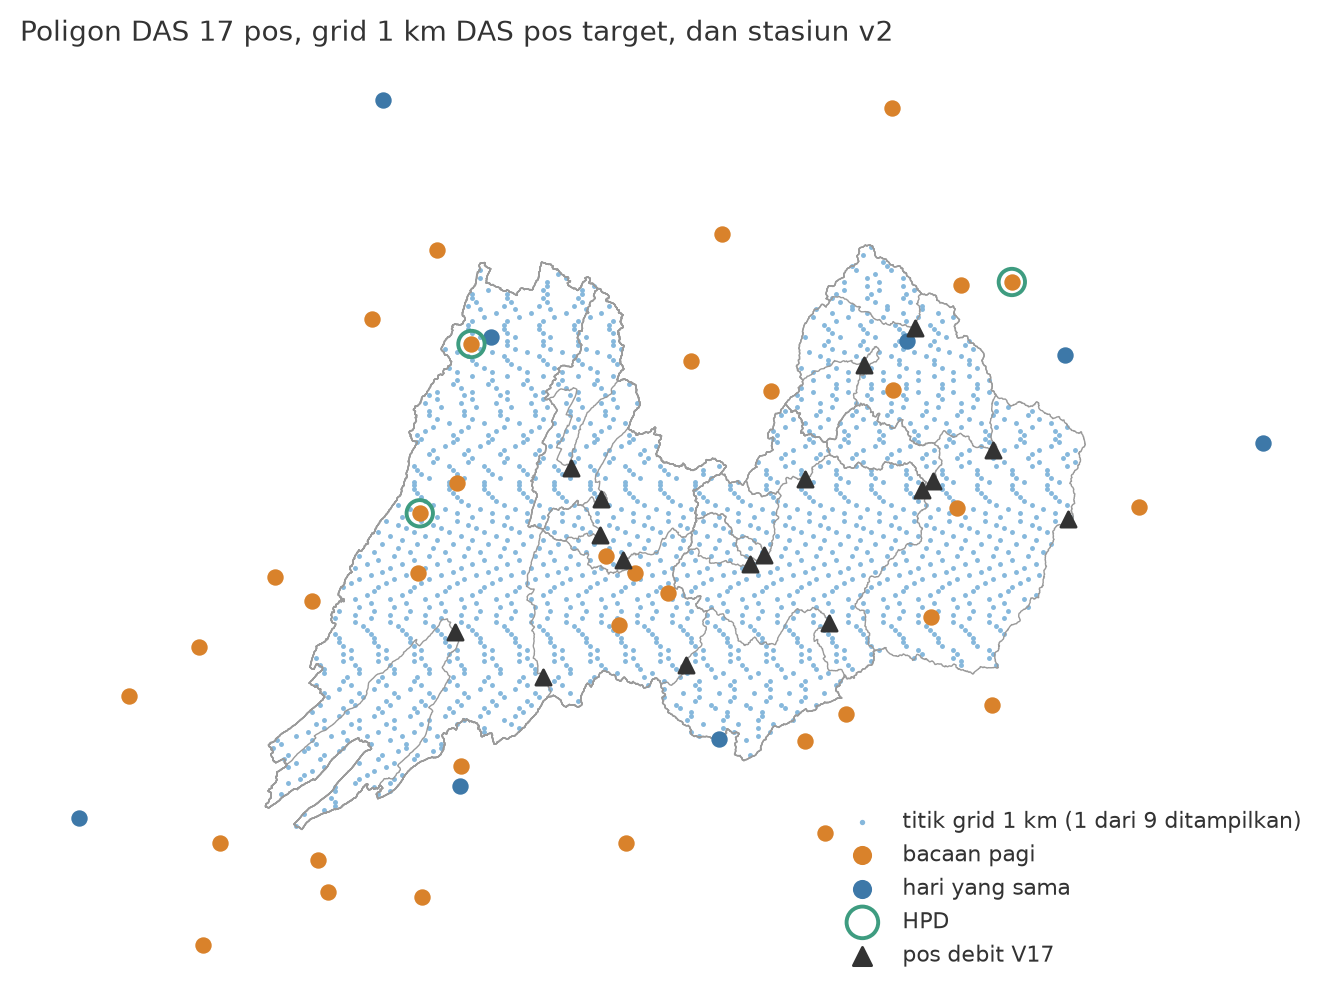 Poligon DAS 17 pos, grid 1 km DAS pos target, dan stasiun v2
titik grid 1 km (1 dari 9 ditampilkan)
bacaan pagi
hari yang sama
HPD
pos debit V17